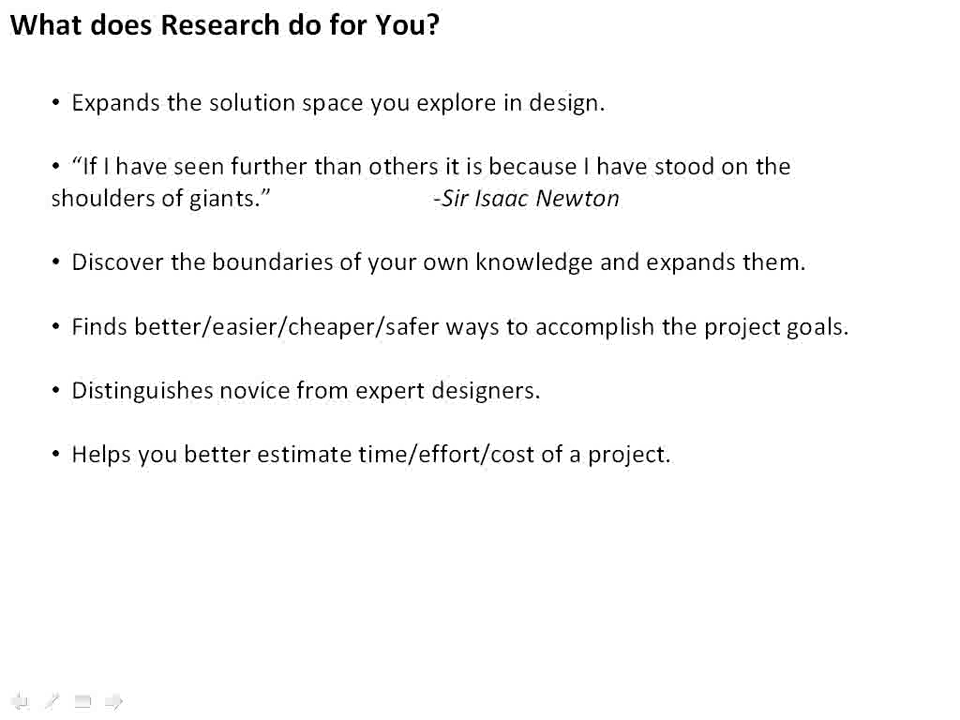 What does Research do for You?
• Expands the solution space you explore in design.
• “If I have seen further than others it is because I have stood on the
shoulders of giants.” -Sir Isaac Newton
• Discover the boundaries of your own knowledge and expands them.
• Finds better/easier/cheaper/safer ways to accomplish the project goals.
• Distinguishes novice from expert designers.
• Helps you better estimate time/effort/cost of a project.